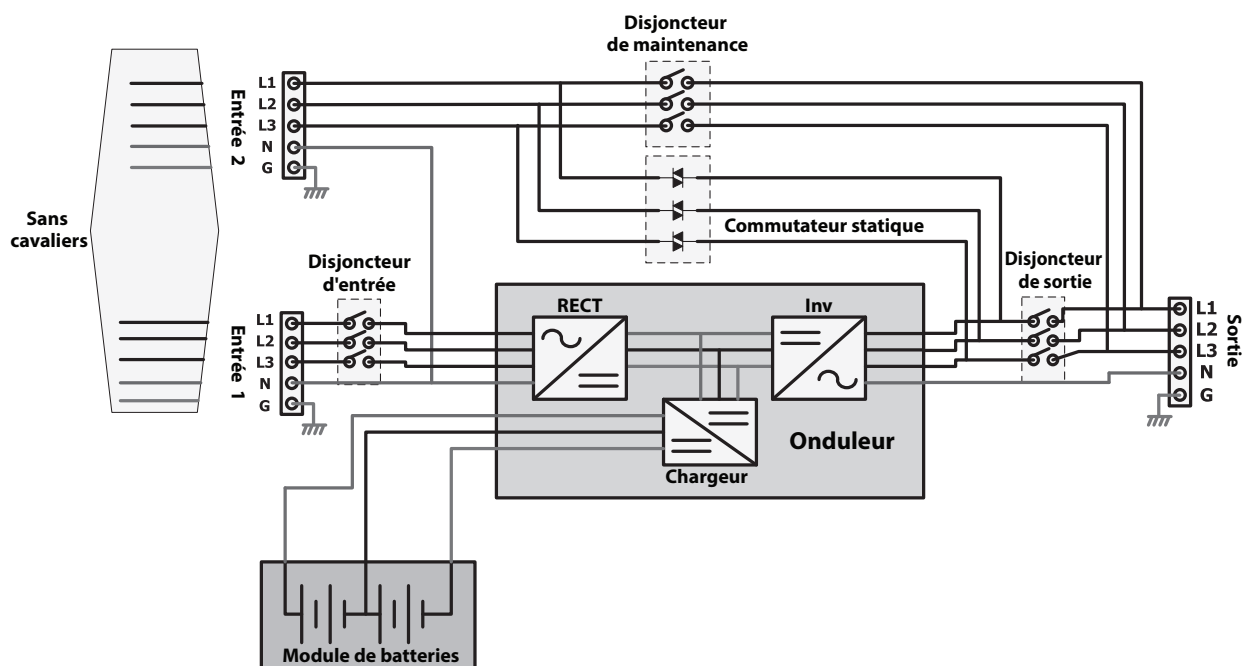 Disjoncteur
de maintenance
L1
L2
L3
N
G
Entrée 2
Sans
cavaliers
Commutateur statique
Disjoncteur
d'entrée
Disjoncteur
de sortie
RECT
Inv
L1
L2
L3
N
G
Entrée 1
L1
L2
L3
N
G
Sortie
Onduleur
Chargeur
Module de batteries